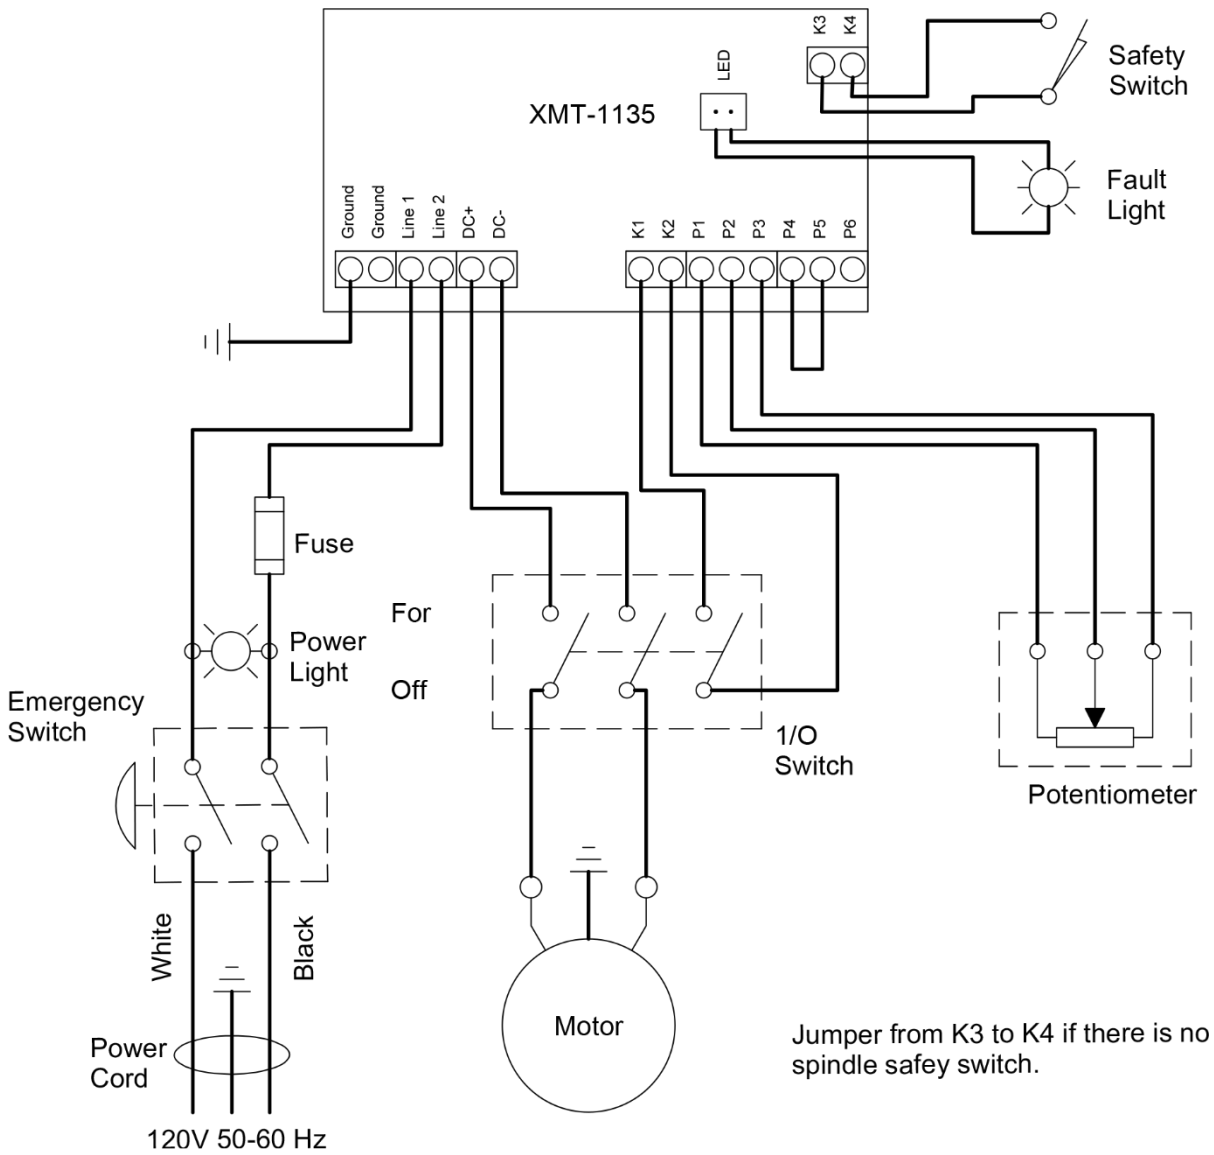 K3
K4
Safety
Switch
LED
XMT-1135
Fault
Light
Ground
Ground
Line 1
Line 2
DC+
DC-
K1
K2
P1
P2
P3
P4
P5
P6
Fuse
For
Power
Light
Off
Emergency
Switch
1/O
Switch
Potentiometer
White
Black
Motor
Jumper from K3 to K4 if there is no
spindle safey switch.
Power
Cord
120V 50-60 Hz